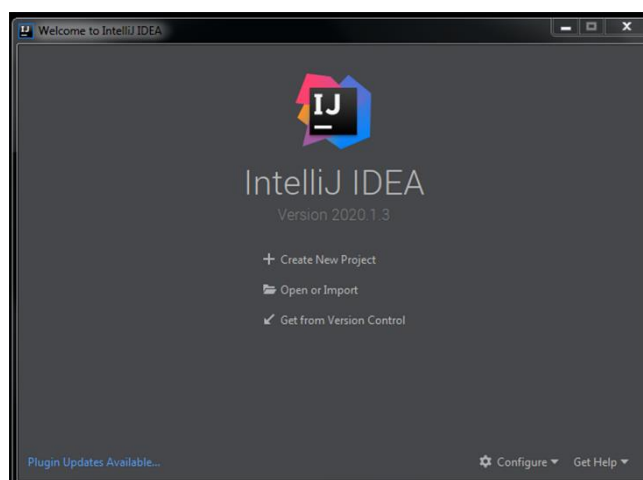 IJ Welcome to IntelliJ IDEA
IJ
IntelliJ IDEA
Version 2020.1.3
Create New Project
Open or Import
Get from Version Control
Plugin Updates Available...
Configure
Get Help